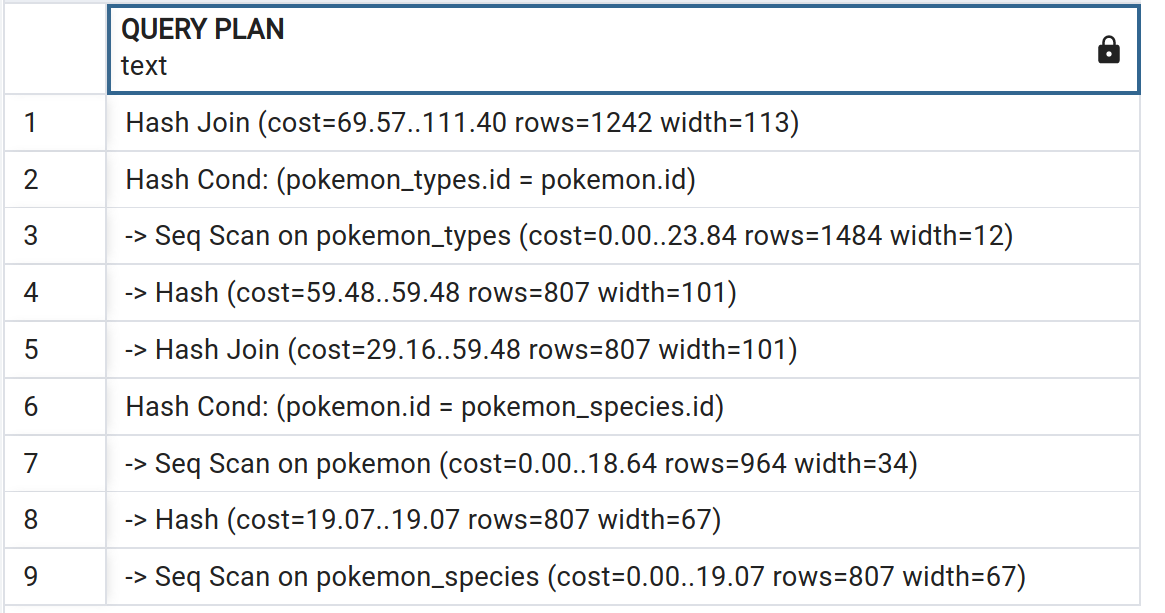 QUERY PLAN
text
1 Hash Join (cost=69.57..111.40 rows=1242 width=113)
2 Hash Cond: (pokemon_types.id = pokemon.id)
3 -> Seq Scan on pokemon_types (cost=0.00..23.84 rows=1484 width=12)
4 -> Hash (cost=59.48..59.48 rows=807 width=101)
5 -> Hash Join (cost=29.16..59.48 rows=807 width=101)
6 Hash Cond: (pokemon.id = pokemon_species.id)
7 -> Seq Scan on pokemon (cost=0.00..18.64 rows=964 width=34)
8 -> Hash (cost=19.07..19.07 rows=807 width=67)
9 -> Seq Scan on pokemon_species (cost=0.00..19.07 rows=807 width=67)